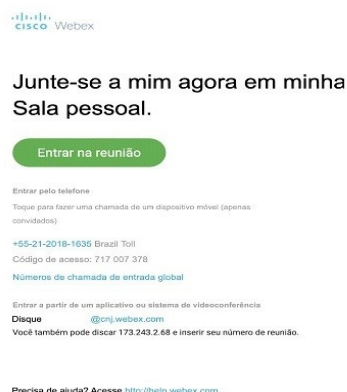 CISCO Webex
Junte-se a mim agora em minha
Sala pessoal.
Entrar na reunião
Entrar pelo telefone
Toque para fazer uma chamada de um dispositivo móvel (apenas
convidados)
+55-21-2018-1635 Brazil Toll
Código de acesso: 717 007 378
Números de chamada de entrada global
Entrar a partir de um aplicativo ou sistema de videoconferência
Disque @cnj.webex.com
Você também pode discar 173.243.2.68 e inserir seu número de reunião.
Precisa de ajuda? Acesse http://help.webex.com